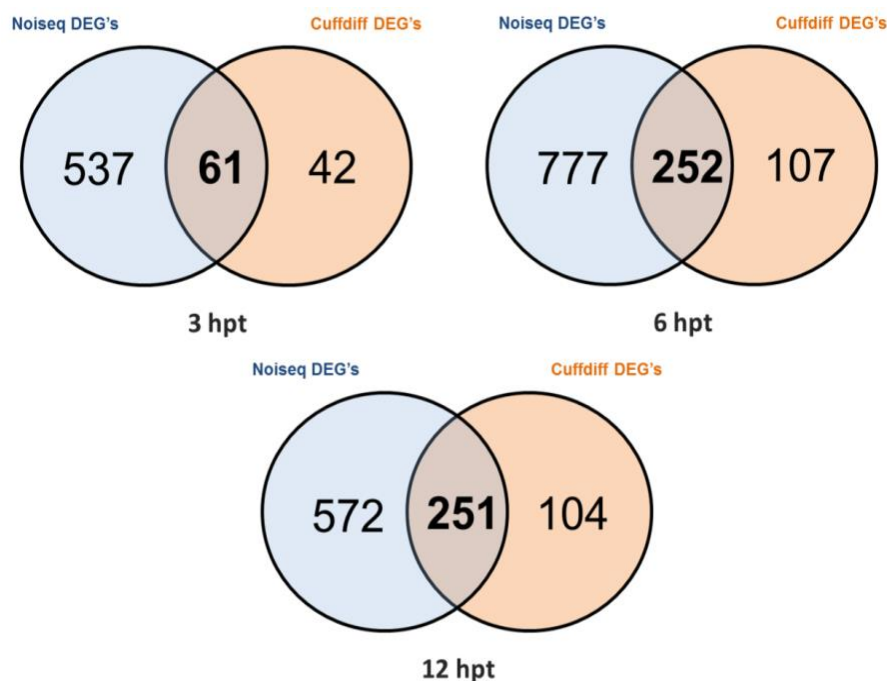 Noiseq DEG's
Cuffdiff DEG's
537
61
42
3 hpt
Noiseq DEG's
Cuffdiff DEG's
777
252
107
6 hpt
Noiseq DEG's
Cuffdiff DEG's
572
251
104
12 hpt